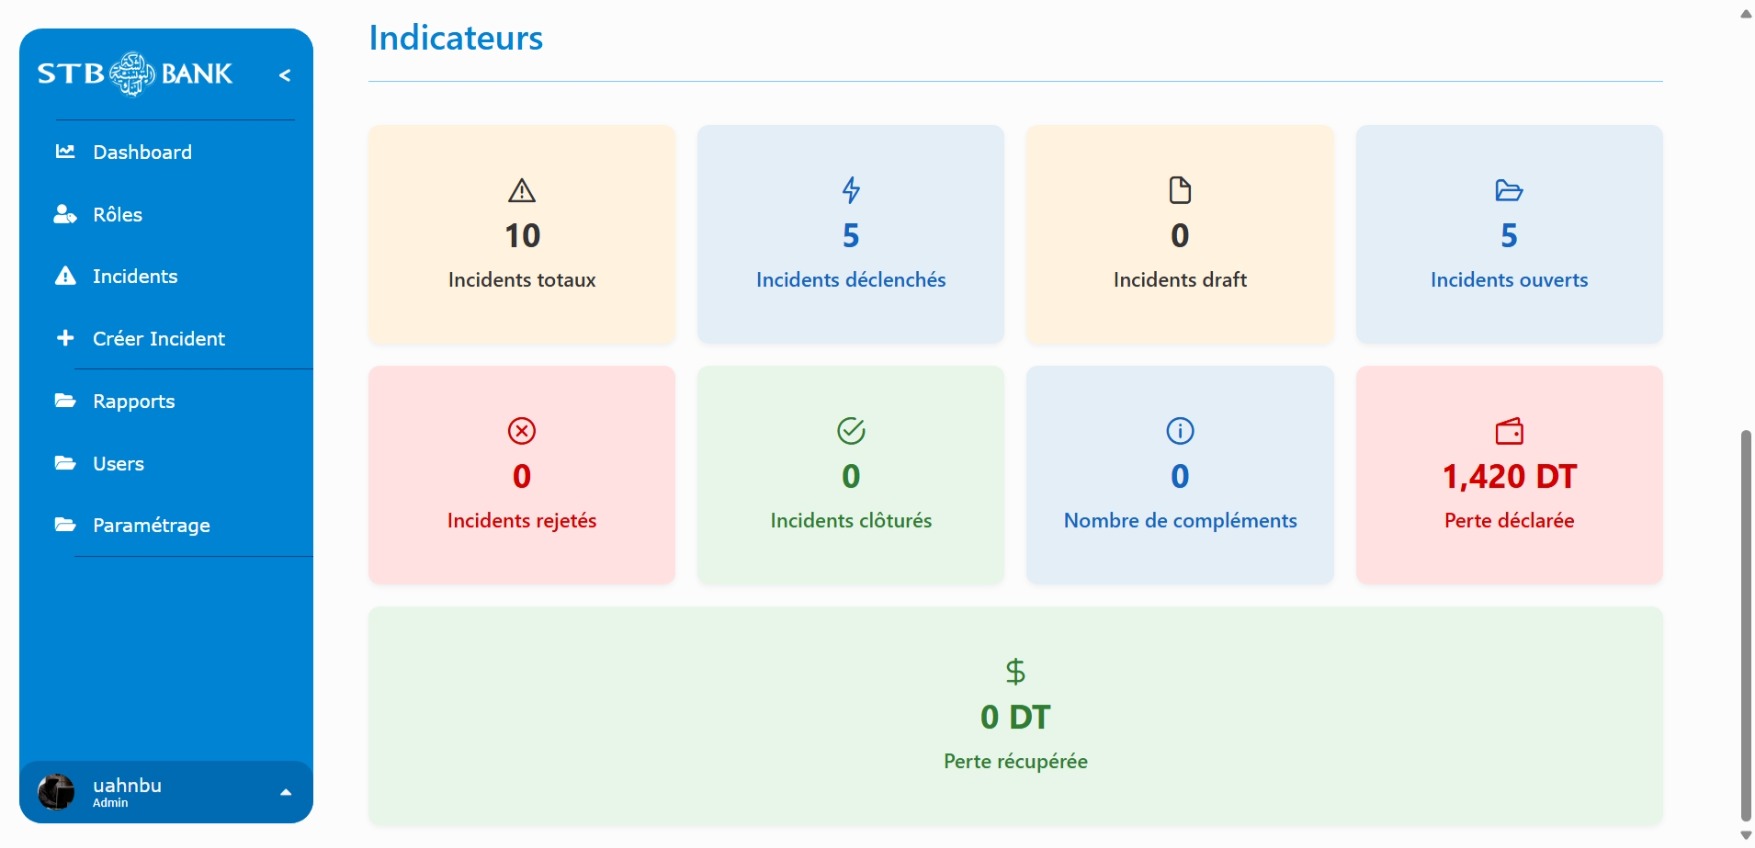 STB BANK
<
Dashboard
Rôles
Incidents
Créer Incident
Rapports
Users
Paramétrage
uahnbu
Admin
Indicateurs
10
Incidents totaux
5
Incidents déclenchés
0
Incidents draft
5
Incidents ouverts
0
Incidents rejetés
0
Incidents clôturés
0
Nombre de compléments
1,420 DT
Perte déclarée
$
0 DT
Perte récupérée